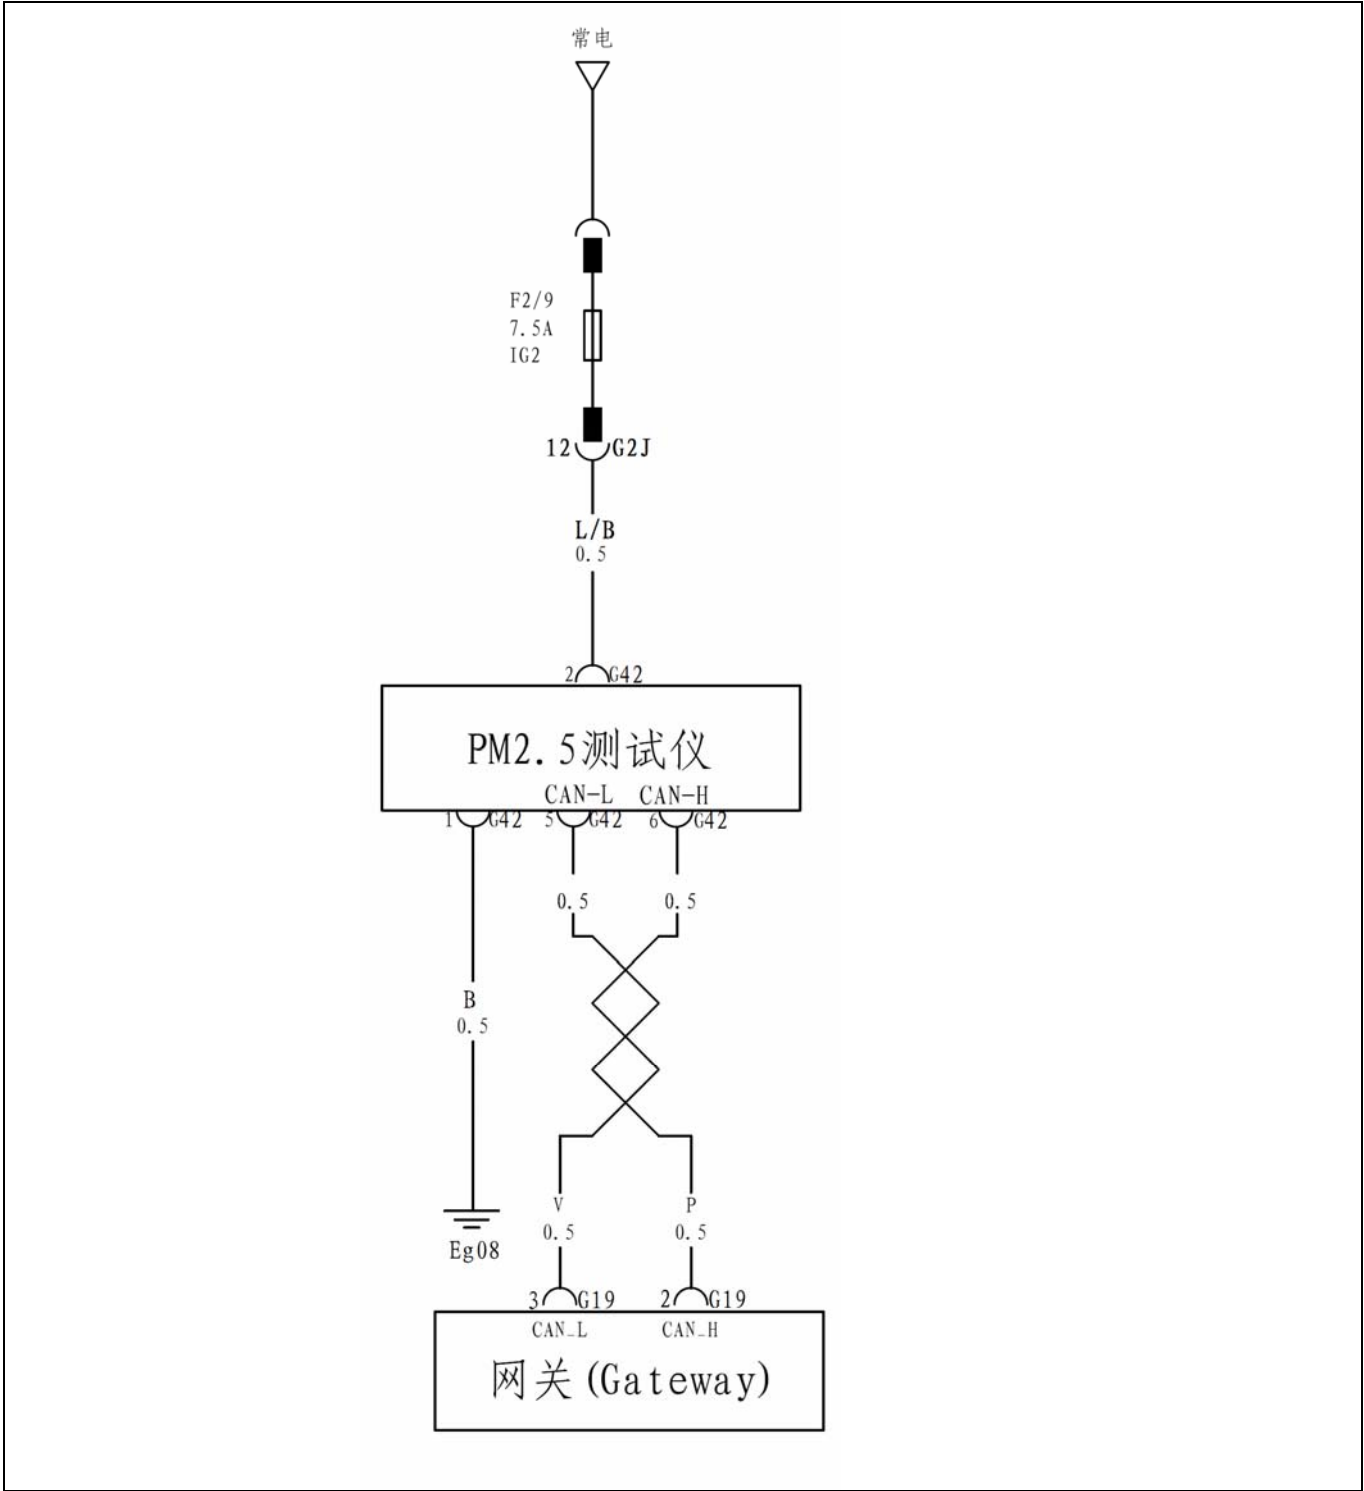 常电
F2/9
7.5A
IG2
12 G2J
L/B
0.5
2 G42
PM2.5测试仪
CAN-L CAN-H
1 G42 5 G42 6 G42
0.5 0.5
B
0.5
V P
0.5 0.5
Eg08
3 G19 2 G19
CAN_L CAN_H
网关(Gateway)